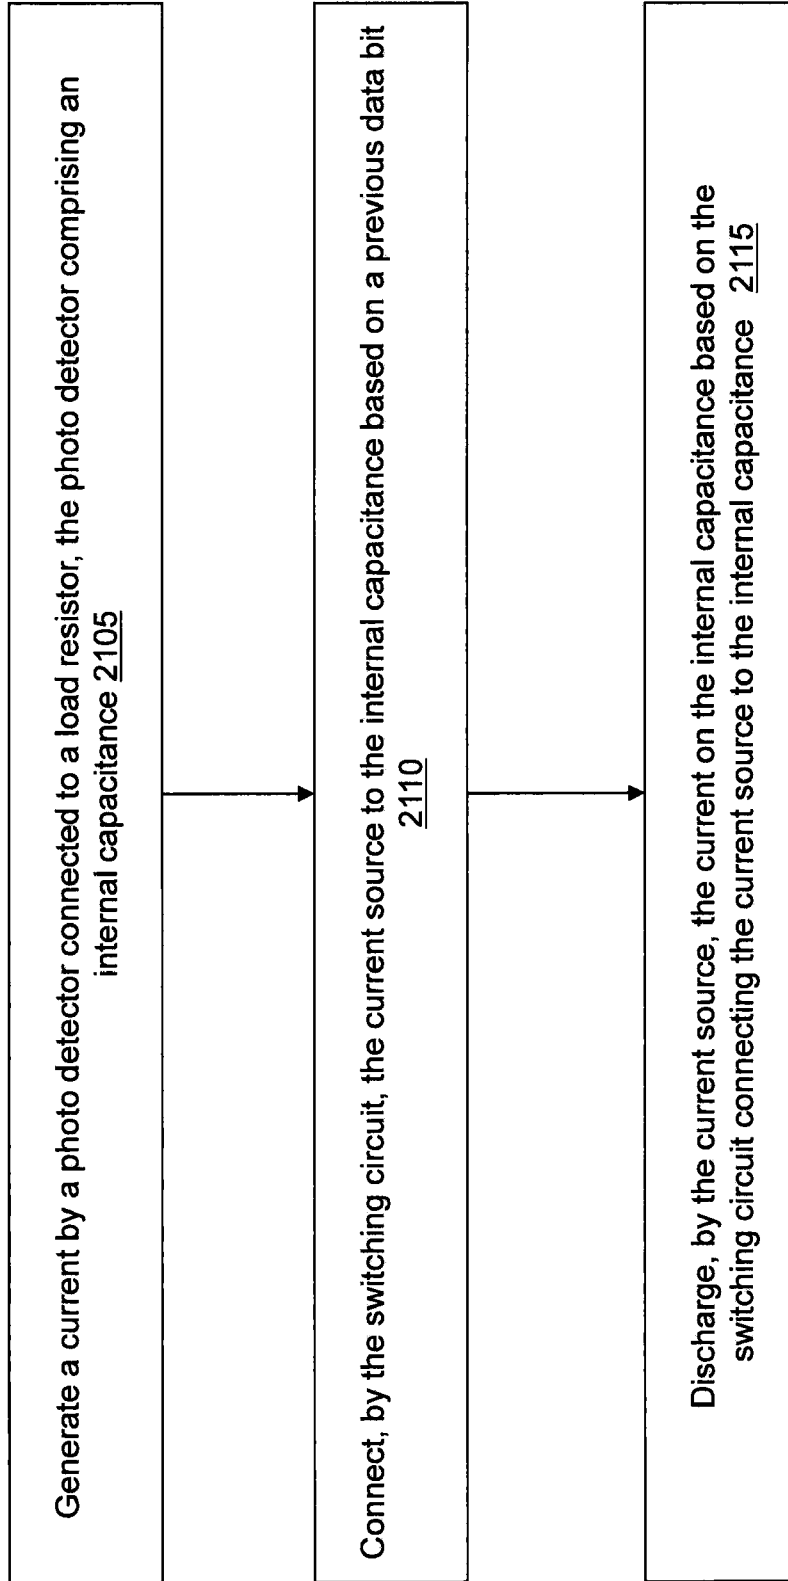 Generate a current by a photo detector connected to a load resistor, the photo detector comprising an
internal capacitance 2105
Connect, by the switching circuit, the current source to the internal capacitance based on a previous data bit
2110
Discharge, by the current source, the current on the internal capacitance based on the
switching circuit connecting the current source to the internal capacitance 2115